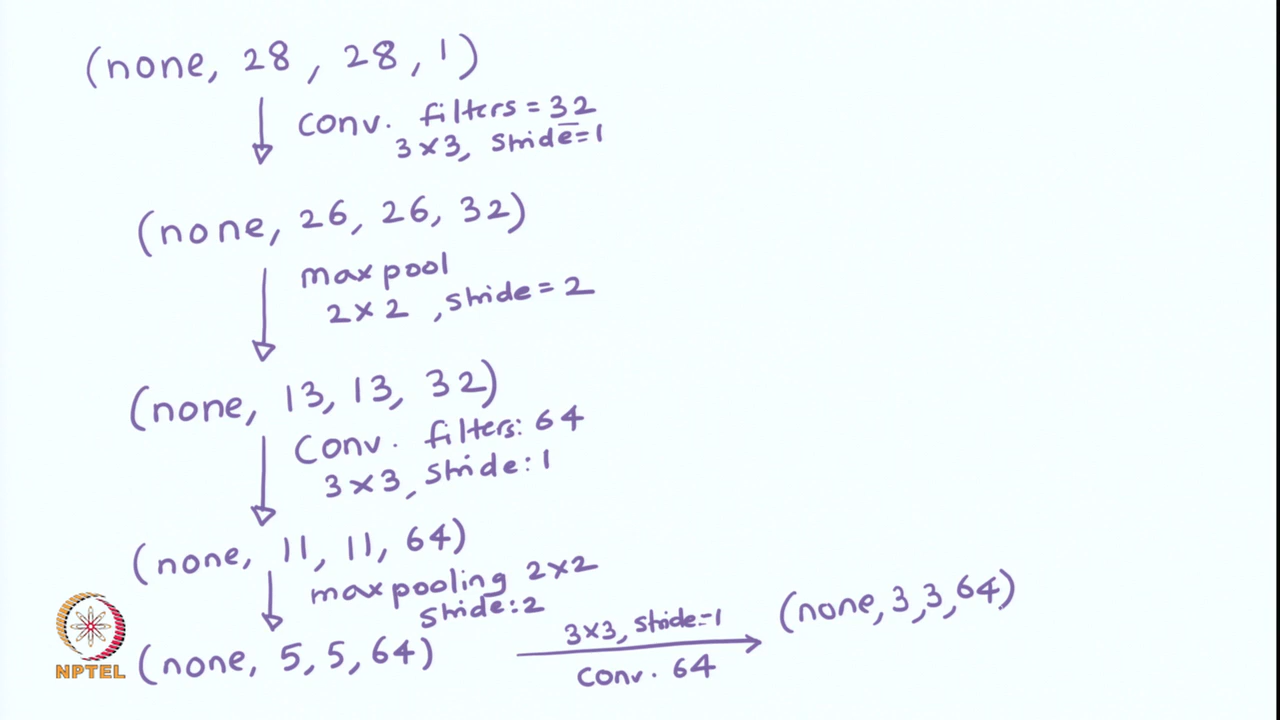 (none, 28, 28, 1)
Conv. filters = 32
3×3, Stride=1
(none, 26, 26, 32)
maxpool
2×2, stride = 2
(none, 13, 13, 32)
Conv. filters: 64
3×3, Stride: 1
(none, 11, 11, 64)
maxpooling 2×2
Stride: 2
(none, 5, 5, 64)
3×3, Stride=1
Conv. 64
(none, 3, 3, 64)
NPTEL